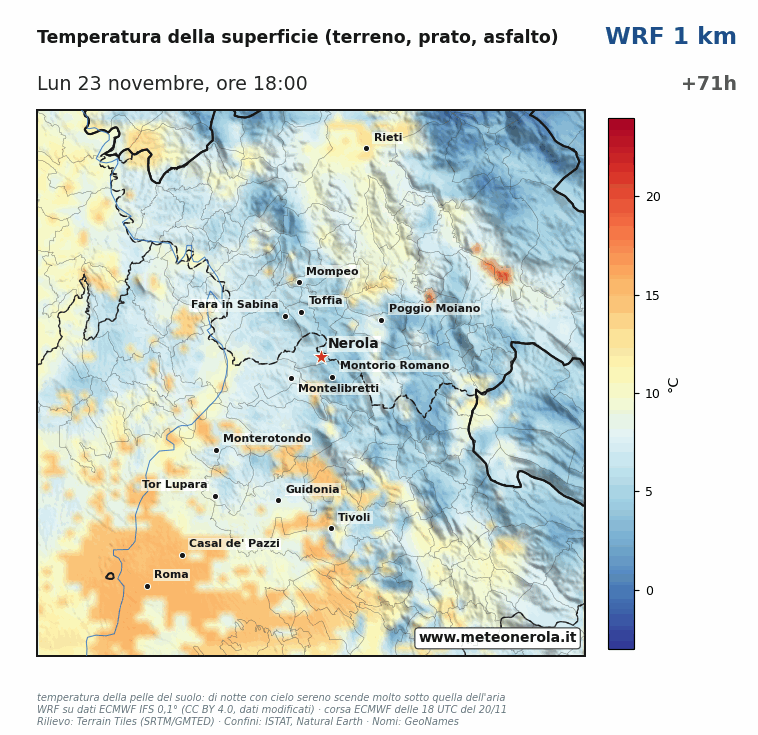 Temperatura della superficie (terreno, prato, asfalto)
WRF 1 km
Lun 23 novembre, ore 18:00
+71h
Rieti
Mompeo
Toffia
Fara in Sabina
Poggio Moiano
Nerola
Montorio Romano
Montelibretti
Monterotondo
Tor Lupara
Guidonia
Tivoli
Casal de' Pazzi
Roma
www.meteonerola.it
20
15
10
5
0
°C
temperatura della pelle del suolo: di notte con cielo sereno scende molto sotto quella dell'aria
WRF su dati ECMWF IFS 0,1° (CC BY 4.0, dati modificati) · corsa ECMWF delle 18 UTC del 20/11
Rilievo: Terrain Tiles (SRTM/GMTED) · Confini: ISTAT, Natural Earth · Nomi: GeoNames